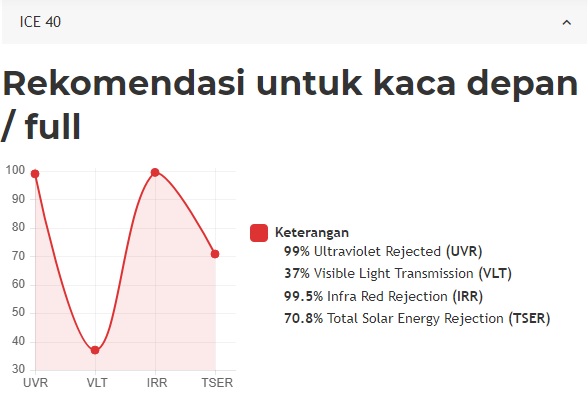 ICE 40
Rekomendasi untuk kaca depan
/ full
100
90
80
70
60
50
40
30
UVR VLT IRR TSER
Keterangan
99% Ultraviolet Rejected (UVR)
37% Visible Light Transmission (VLT)
99.5% Infra Red Rejection (IRR)
70.8% Total Solar Energy Rejection (TSER)